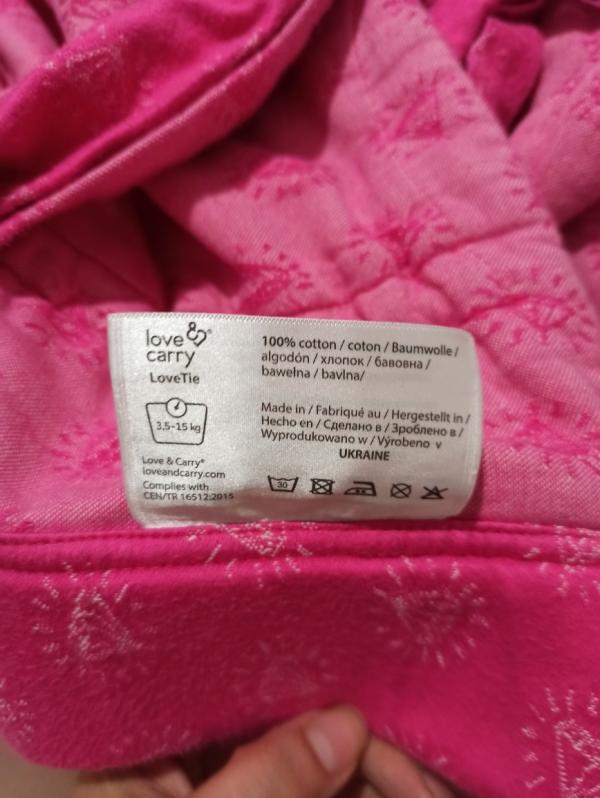 love &®
carry
LoveTie
3,5-15 kg
Love & Carry®
loveandcarry.com
Complies with
CEN/TR 16512:2015
100% cotton / coton / Baumwolle /
algodón / хлопок / бавовна /
bawełna / bavlna/
Made in / Fabriqué au / Hergestellt in /
Hecho en / Сделано в / Зроблено в /
Wyprodukowano w / Výrobeno v
UKRAINE
30